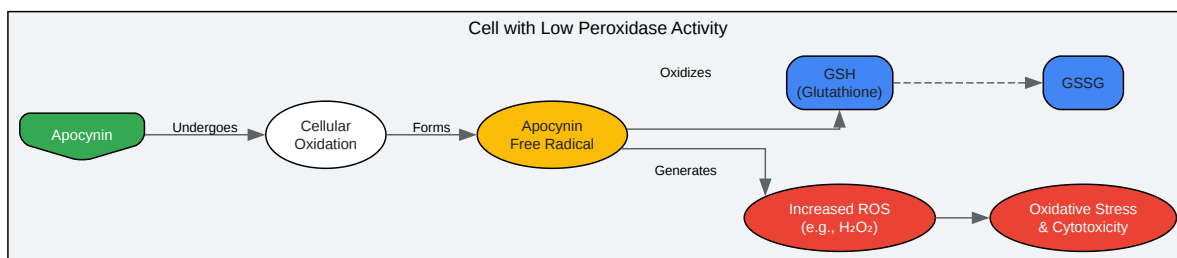 Cell with Low Peroxidase Activity
Apocynin
Undergoes
Cellular
Oxidation
Forms
Apocynin
Free Radical
Oxidizes
GSH
(Glutathione)
GSSG
Generates
Increased ROS
(e.g., H₂O₂)
Oxidative Stress
& Cytotoxicity